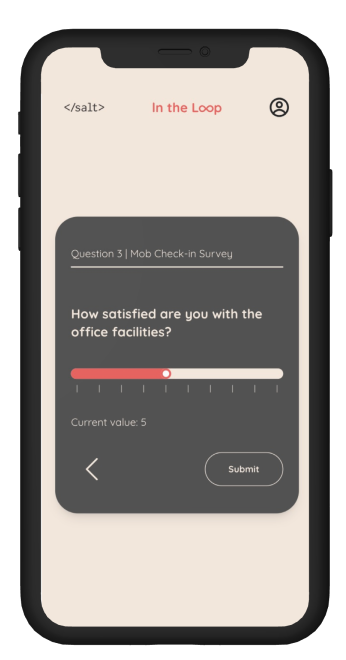 </salt>
In the Loop
Question 3 | Mob Check-in Survey
How satisfied are you with the
office facilities?
Current value: 5
Submit